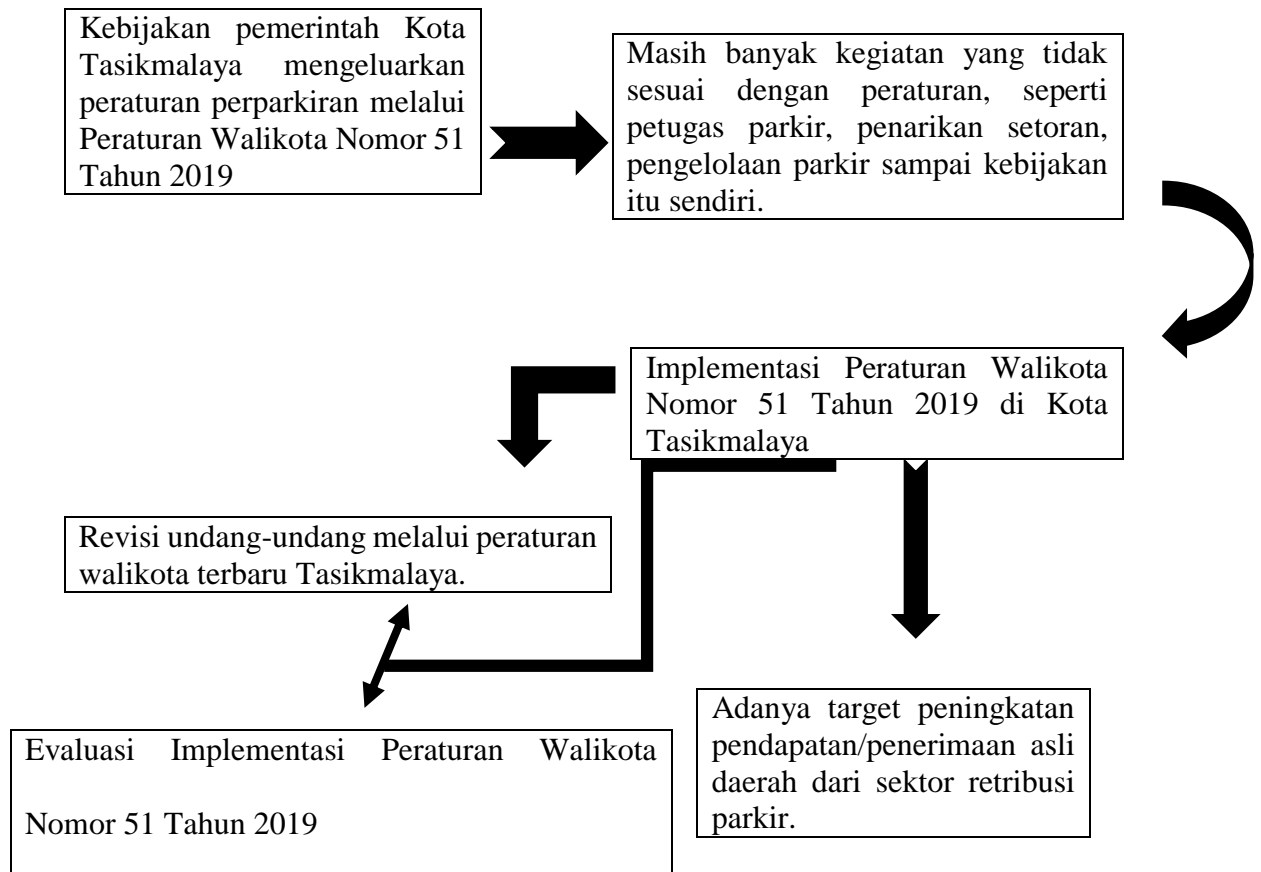 Kebijakan pemerintah Kota
Tasikmalaya mengeluarkan
peraturan perparkiran melalui
Peraturan Walikota Nomor 51
Tahun 2019
Masih banyak kegiatan yang tidak
sesuai dengan peraturan, seperti
petugas parkir, penarikan setoran,
pengelolaan parkir sampai kebijakan
itu sendiri.
Implementasi Peraturan Walikota
Nomor 51 Tahun 2019 di Kota
Tasikmalaya
Revisi undang-undang melalui peraturan
walikota terbaru Tasikmalaya.
Adanya target peningkatan
pendapatan/penerimaan asli
daerah dari sektor retribusi
parkir.
Evaluasi Implementasi Peraturan Walikota
Nomor 51 Tahun 2019